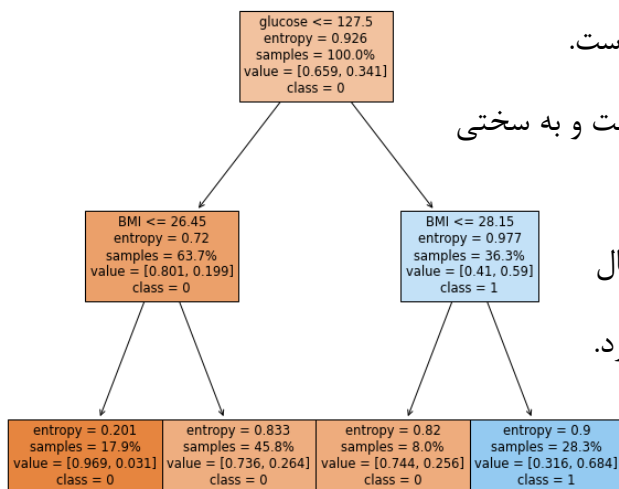 glucose <= 127.5
entropy = 0.926
samples = 100.0%
value = [0.659, 0.341]
class = 0
است.
ت و به سختی
BMI <= 26.45
entropy = 0.72
samples = 63.7%
value = [0.801, 0.199]
class = 0
BMI <= 28.15
entropy = 0.977
samples = 36.3%
value = [0.41, 0.59]
class = 1
ال
رد.
entropy = 0.201
samples = 17.9%
value = [0.969, 0.031]
class = 0
entropy = 0.833
samples = 45.8%
value = [0.736, 0.264]
class = 0
entropy = 0.82
samples = 8.0%
value = [0.744, 0.256]
class = 0
entropy = 0.9
samples = 28.3%
value = [0.316, 0.684]
class = 1